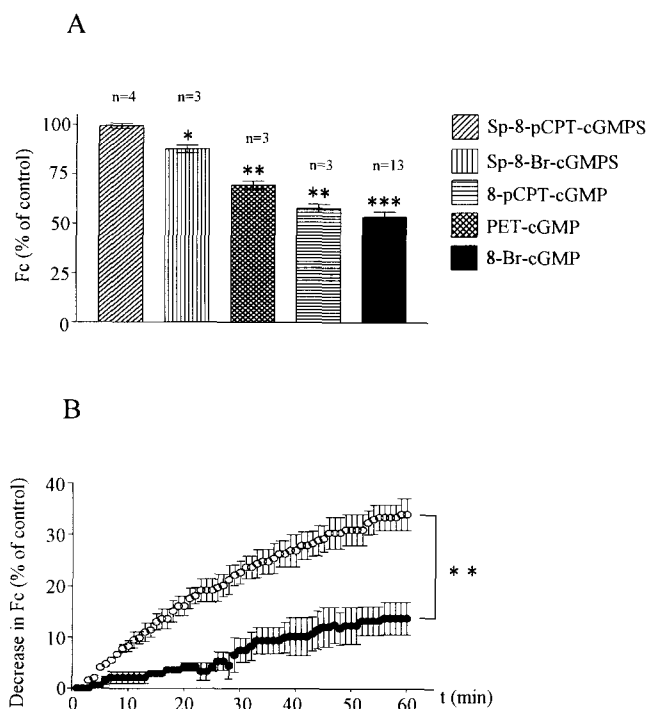 A
n=4 n=3
n=3
n=3 n=13
*
**
**
***
100
75
50
25
0
Fc (% of control)
Sp-8-pCPT-cGMPS
Sp-8-Br-cGMPS
8-pCPT-cGMP
PET-cGMP
8-Br-cGMP
B
40
30
20
10
0
Decrease in Fc (% of control)
**
0 10 20 30 40 50 60 t (min)